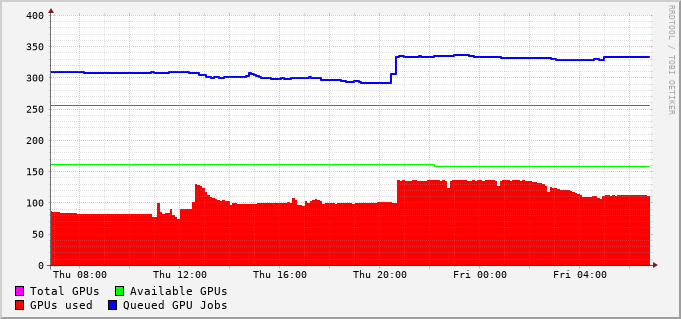 400
350
300
250
200
150
100
50
0
Thu 08:00 Thu 12:00 Thu 16:00 Thu 20:00 Fri 00:00 Fri 04:00
Total GPUs Available GPUs
GPUs used Queued GPU Jobs
RRDTOOL / TOBI OETIKER